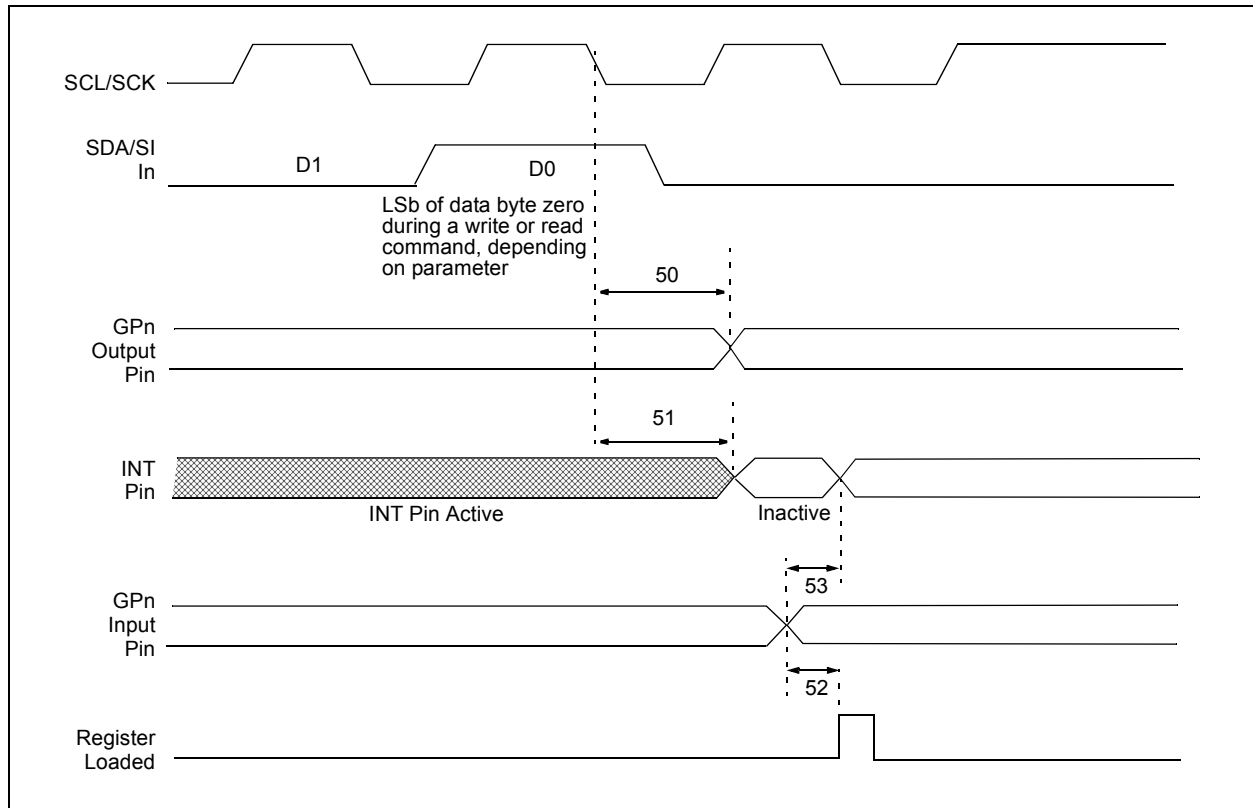 SCL/SCK
SDA/SI
In
D1
D0
LSb of data byte zero
during a write or read
command, depending
on parameter
50
GPn
Output
Pin
51
INT
Pin
INT Pin Active
Inactive
53
GPn
Input
Pin
52
Register
Loaded